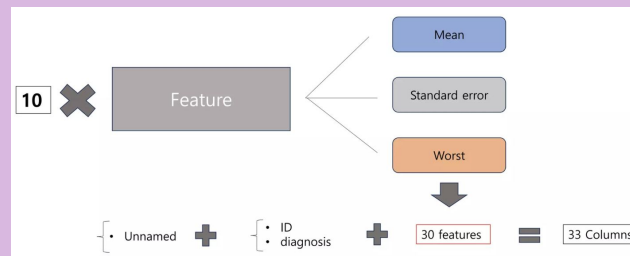 Mean
10
Feature
Standard error
Worst
• Unnamed
• ID
• diagnosis
30 features
33 Columns